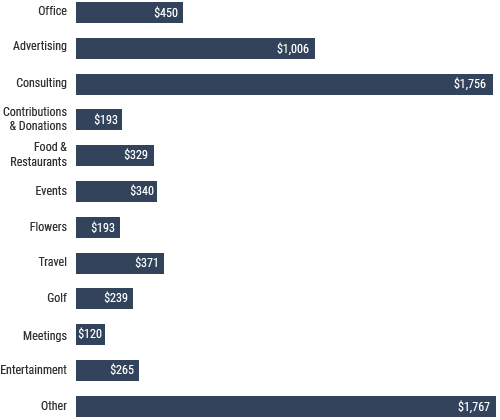 Office
$450
Advertising
$1,006
Consulting
$1,756
Contributions
& Donations
$193
Food &
Restaurants
$329
Events
$340
Flowers
$193
Travel
$371
Golf
$239
Meetings
$120
Entertainment
$265
Other
$1,767